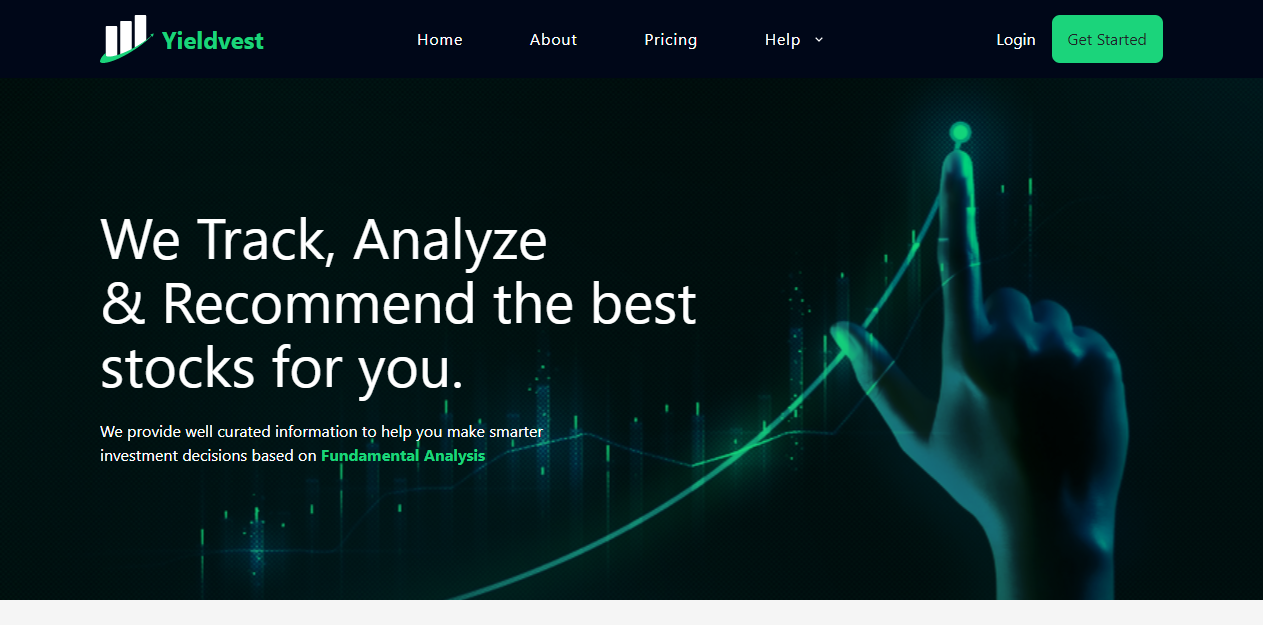 Yieldvest
Home
About
Pricing
Help
Login
Get Started
We Track, Analyze
& Recommend the best
stocks for you.
We provide well curated information to help you make smarter
investment decisions based on Fundamental Analysis